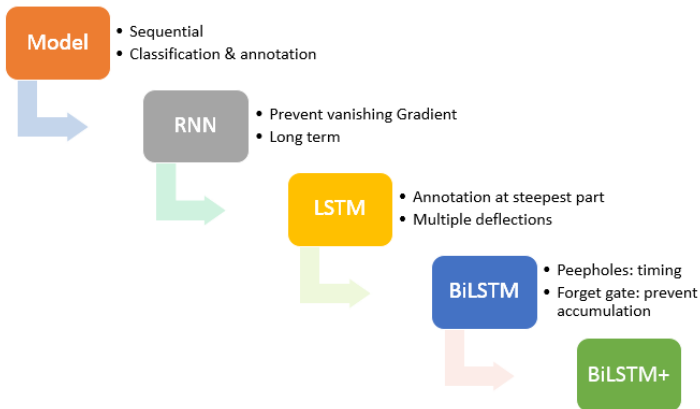 Model
• Sequential
• Classification & annotation
RNN
• Prevent vanishing Gradient
• Long term
LSTM
• Annotation at steepest part
• Multiple deflections
BiLSTM
• Peepholes: timing
• Forget gate: prevent
accumulation
BiLSTM+